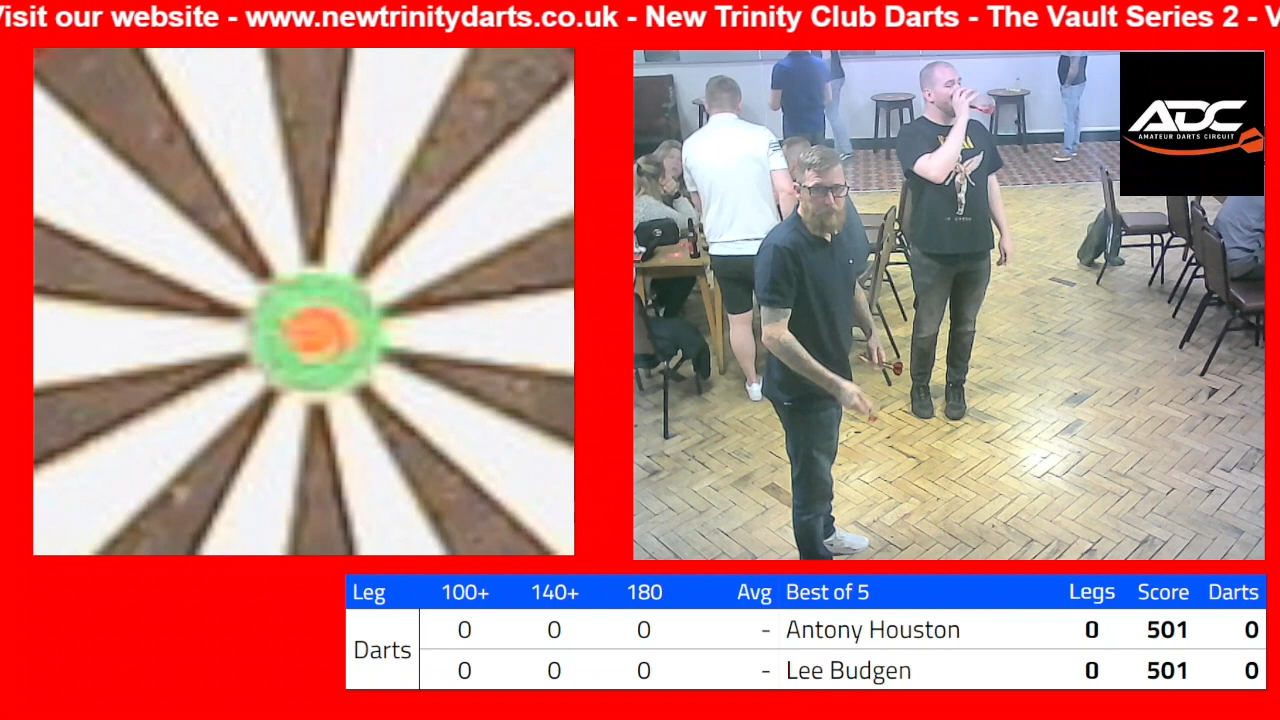 Visit our website - www.newtrinitydarts.co.uk - New Trinity Club Darts - The Vault Series 2 - V
ADC
AMATEUR DARTS CIRCUIT
Leg 100+ 140+ 180 Avg Best of 5 Legs Score Darts
Darts
0 0 0 - Antony Houston 0 501 0
0 0 0 - Lee Budgen 0 501 0